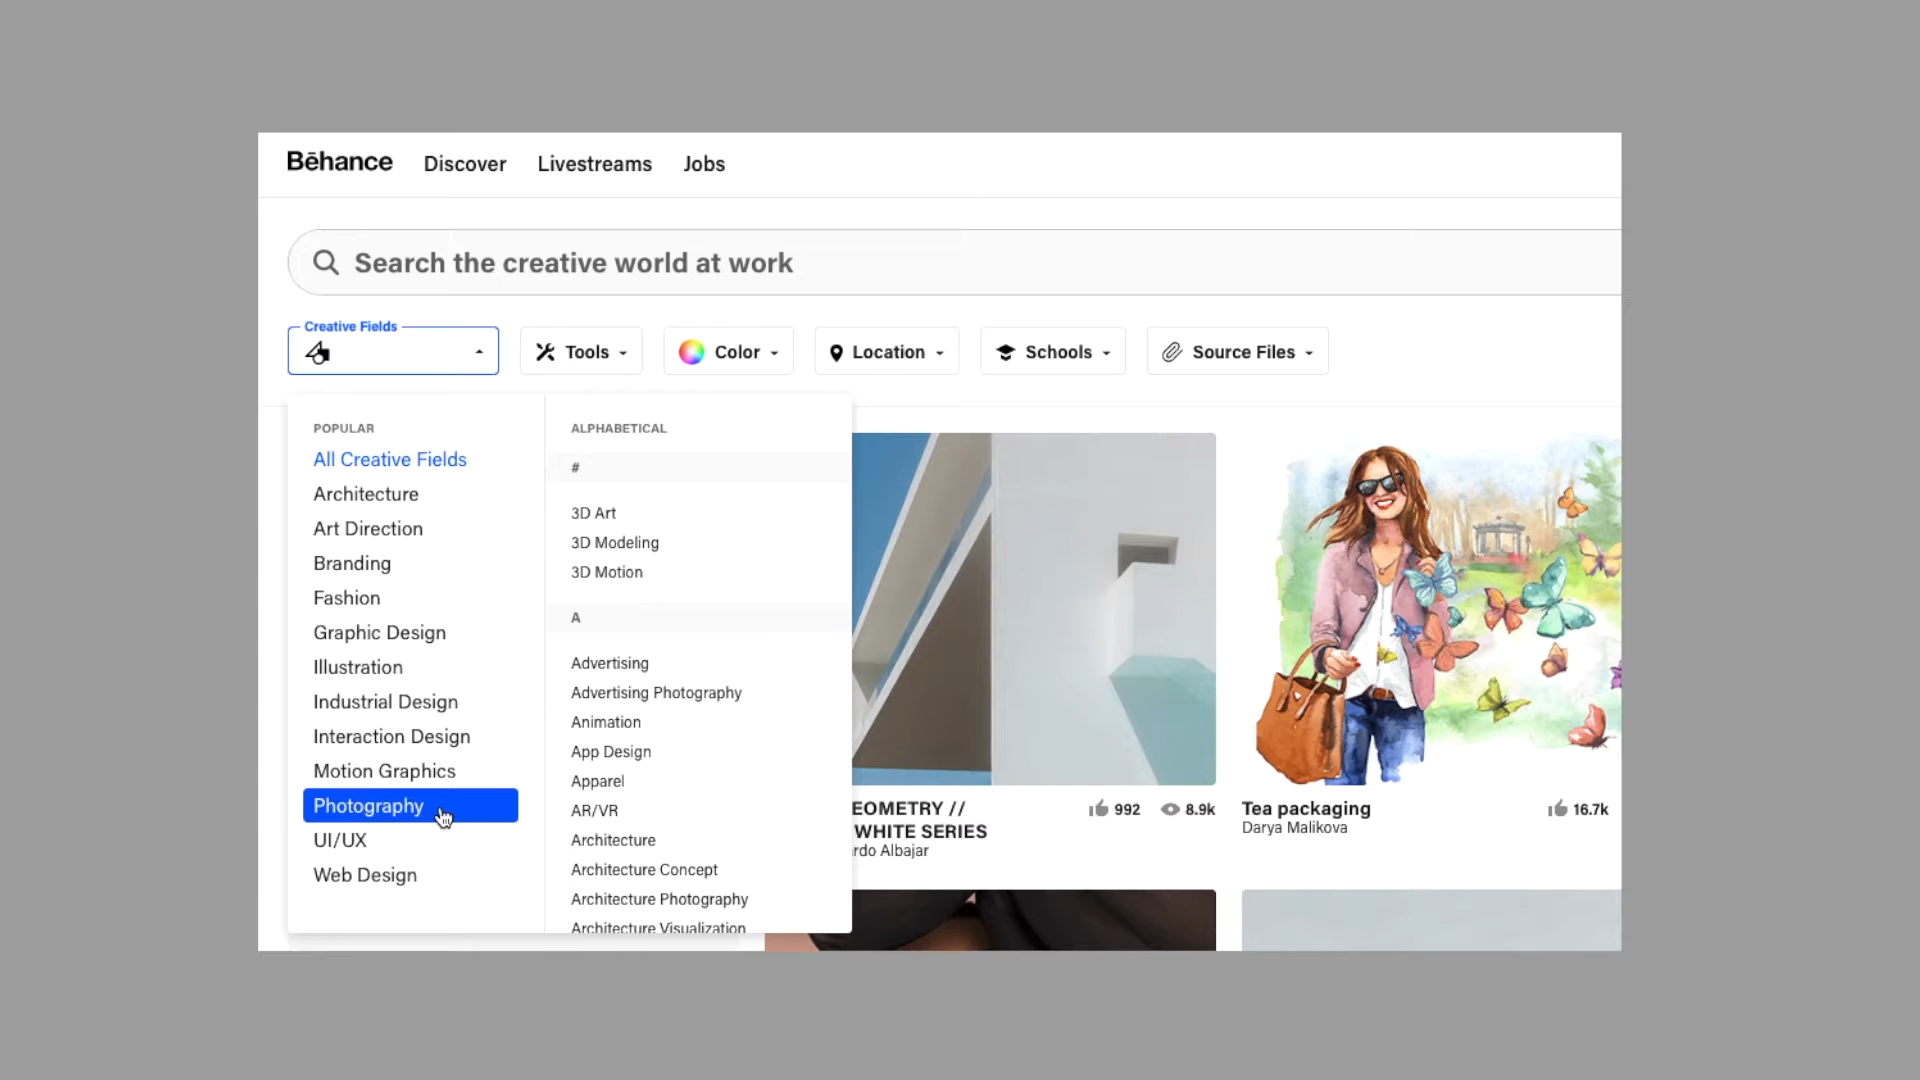 Bēhance Discover Livestreams Jobs
Search the creative world at work
Creative Fields
Tools Color Location Schools Source Files
POPULAR
All Creative Fields
Architecture
Art Direction
Branding
Fashion
Graphic Design
Illustration
Industrial Design
Interaction Design
Motion Graphics
Photography
UI/UX
Web Design
ALPHABETICAL
#
3D Art
3D Modeling
3D Motion
A
Advertising
Advertising Photography
Animation
App Design
Apparel
AR/VR
Architecture
Architecture Concept
Architecture Photography
Architecture Visualization
EOMETRY // 992 8.9k
WHITE SERIES
rdo Albajar
Tea packaging 16.7k
Darya Malikova